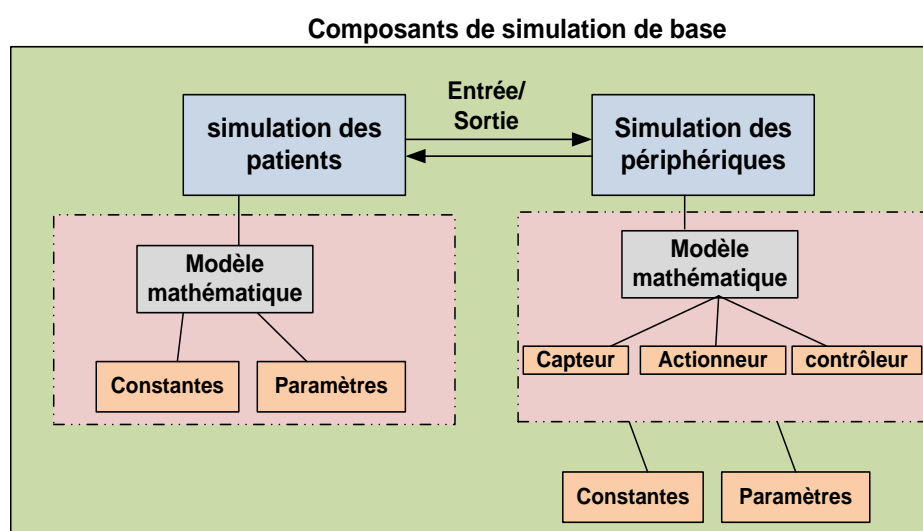 Composants de simulation de base
simulation des
patients
Entrée/
Sortie
Simulation des
périphériques
Modèle
mathématique
Constantes
Paramètres
Modèle
mathématique
Capteur
Actionneur
contrôleur
Constantes
Paramètres